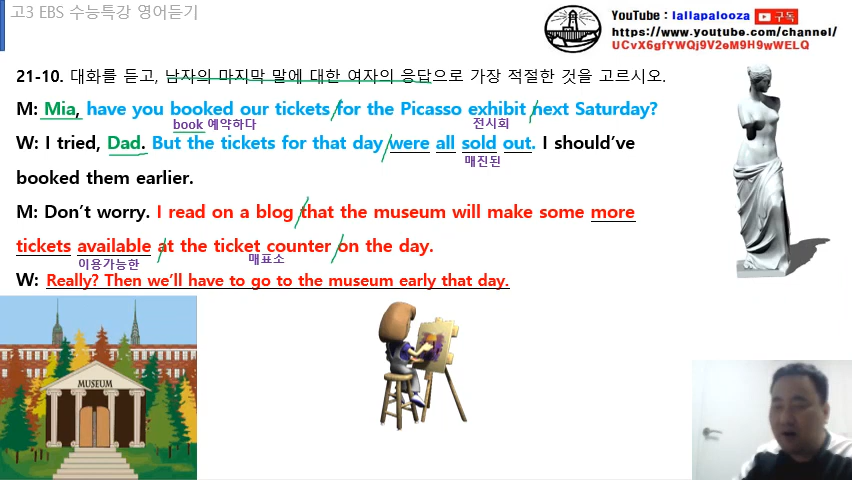 고3 EBS 수능특강 영어듣기
YouTube : lallapalooza 구독
https://www.youtube.com/channel/
UCvX6gfYWQj9V2eM9H9wWELQ
21-10. 대화를 듣고, 남자의 마지막 말에 대한 여자의 응답으로 가장 적절한 것을 고르시오.
M: Mia, have you booked our tickets for the Picasso exhibit next Saturday?
book 예약하다 전시회
W: I tried, Dad. But the tickets for that day were all sold out. I should’ve
매진된
booked them earlier.
M: Don’t worry. I read on a blog that the museum will make some more
tickets available at the ticket counter on the day.
이용가능한 매표소
W: Really? Then we’ll have to go to the museum early that day.
MUSEUM